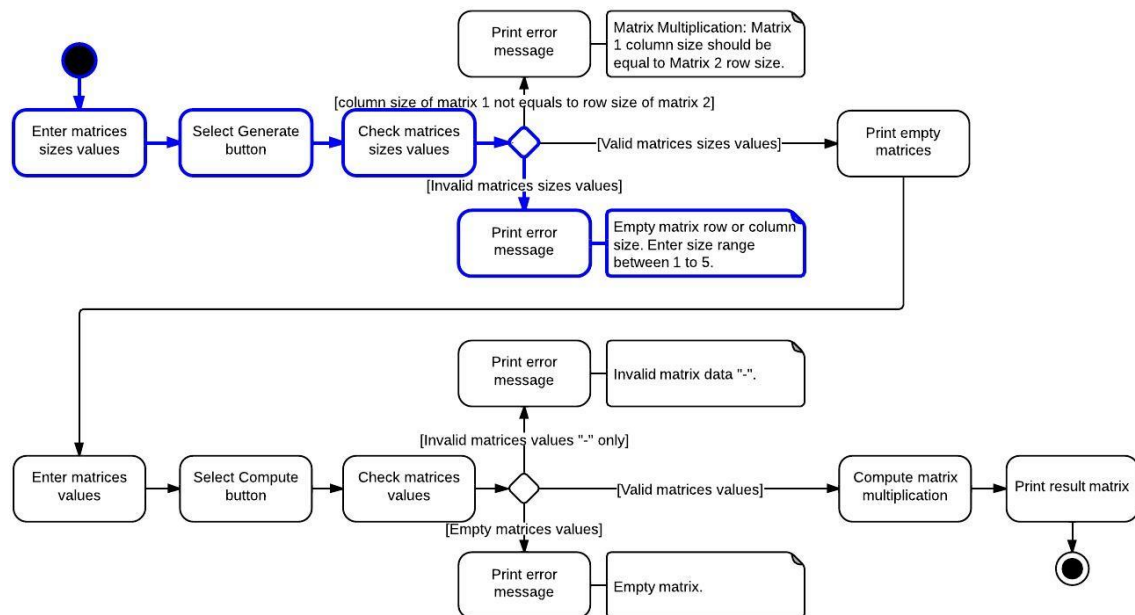 Print error
message
Matrix Multiplication: Matrix
1 column size should be
equal to Matrix 2 row size.
[column size of matrix 1 not equals to row size of matrix 2]
Enter matrices
sizes values
Select Generate
button
Check matrices
sizes values
[Valid matrices sizes values]
Print empty
matrices
[Invalid matrices sizes values]
Print error
message
Empty matrix row or column
size. Enter size range
between 1 to 5.
Print error
message
Invalid matrix data "-".
[Invalid matrices values "-" only]
Enter matrices
values
Select Compute
button
Check matrices
values
[Valid matrices values]
Compute matrix
multiplication
Print result matrix
[Empty matrices values]
Print error
message
Empty matrix.